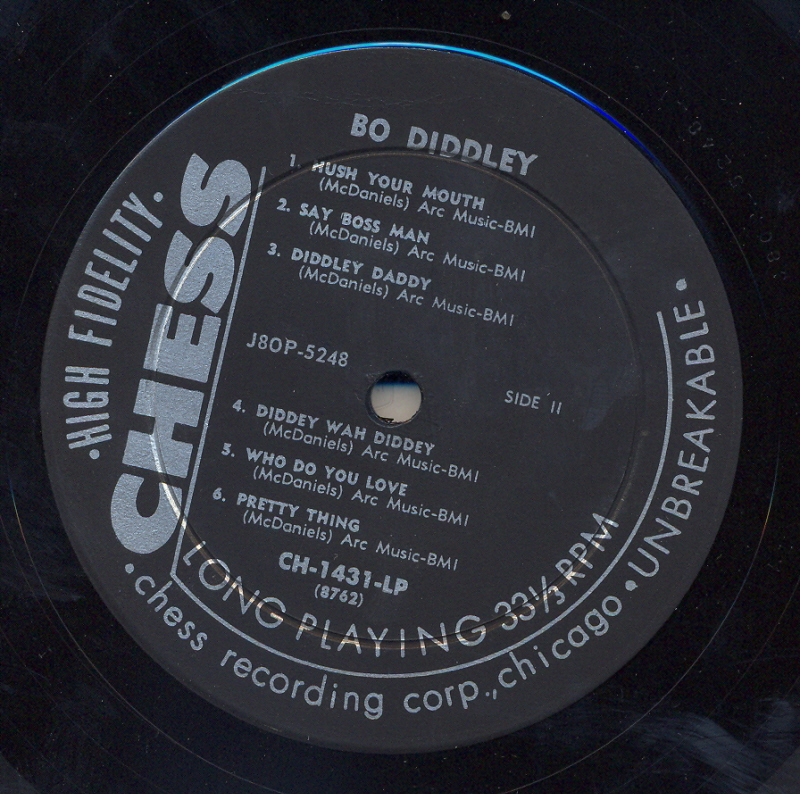 BO DIDDLEY
1. HUSH YOUR MOUTH
(McDaniels) Arc Music-BMI
2. SAY BOSS MAN
(McDaniels) Arc Music-BMI
3. DIDDLEY DADDY
(McDaniels) Arc Music-BMI
J8OP-5248
SIDE II
4. DIDDEY WAH DIDDEY
(McDaniels) Arc Music-BMI
5. WHO DO YOU LOVE
(McDaniels) Arc Music-BMI
6. PRETTY THING
(McDaniels) Arc Music-BMI
CH-1431-LP
(8762)
LONG PLAYING 33⅓ RPM
CHESS
•HIGH FIDELITY•
•chess recording corp., chicago •UNBREAKABLE•